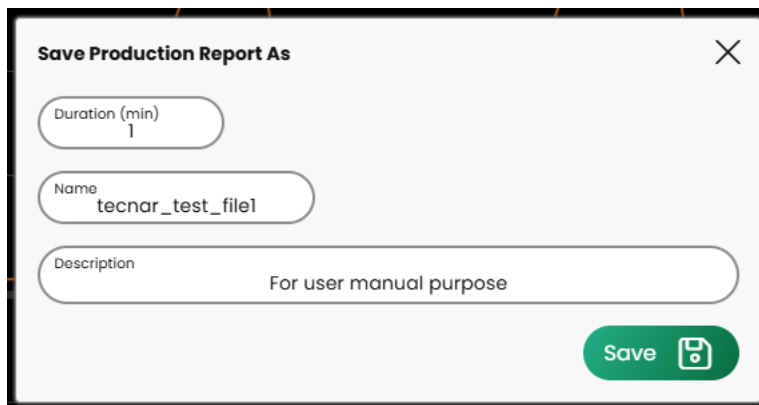 Save Production Report As
Duration (min)
1
Name
tecnar_test_file1
Description
For user manual purpose
Save